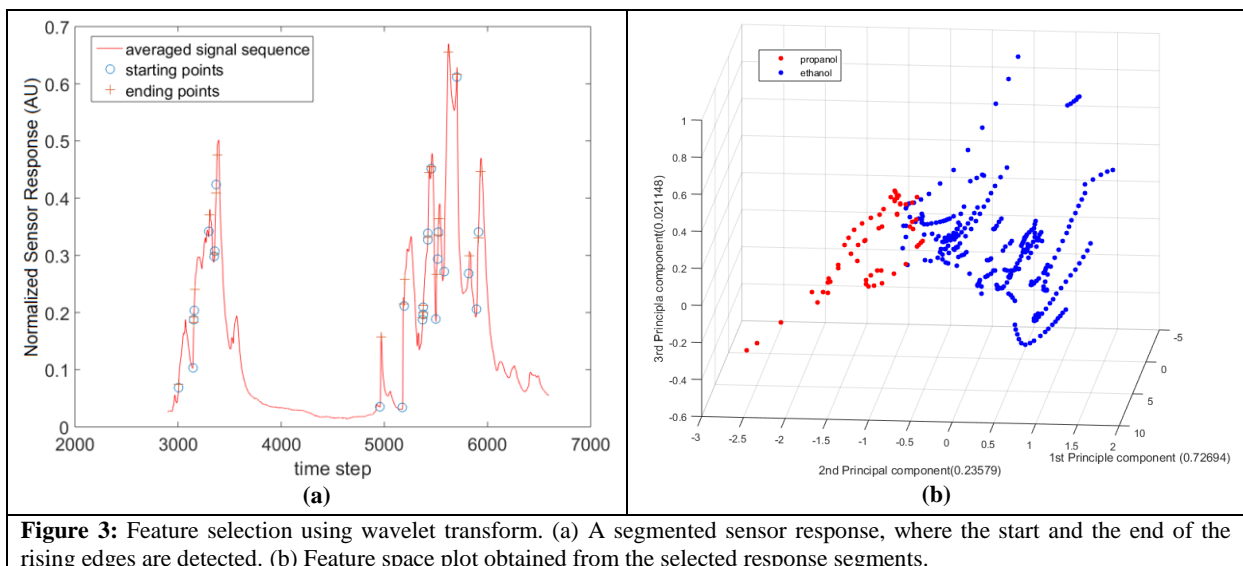 0.7
0.6
0.5
0.4
0.3
0.2
0.1
0
Normalized Sensor Response (AU)
averaged signal sequence
starting points
ending points
2000 3000 4000 5000 6000 7000
time step
(a)
propanol
ethanol
1
0.8
0.6
0.4
0.2
0
-0.2
-0.4
-0.6
3rd Principla component(0.021148)
-3 -2.5 -2 -1.5 -1 -0.5 0 0.5 1 1.5 2
2nd Principal component(0.23579)
-5
0
5
10
1st Principle component (0.72694)
(b)
Figure 3: Feature selection using wavelet transform. (a) A segmented sensor response, where the start and the end of the
rising edges are detected. (b) Feature space plot obtained from the selected response segments.